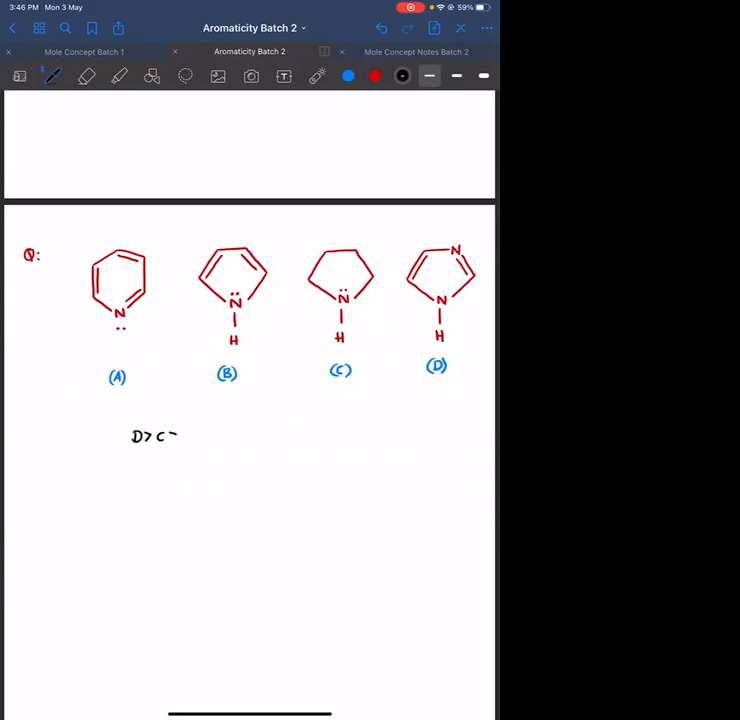 3:46 PM Mon 3 May
59%
Aromaticity Batch 2
Mole Concept Batch 1
Aromaticity Batch 2
Mole Concept Notes Batch 2
Q:
N
N
N
N
N
H
H
H
(A)
(B)
(C)
(D)
D>C